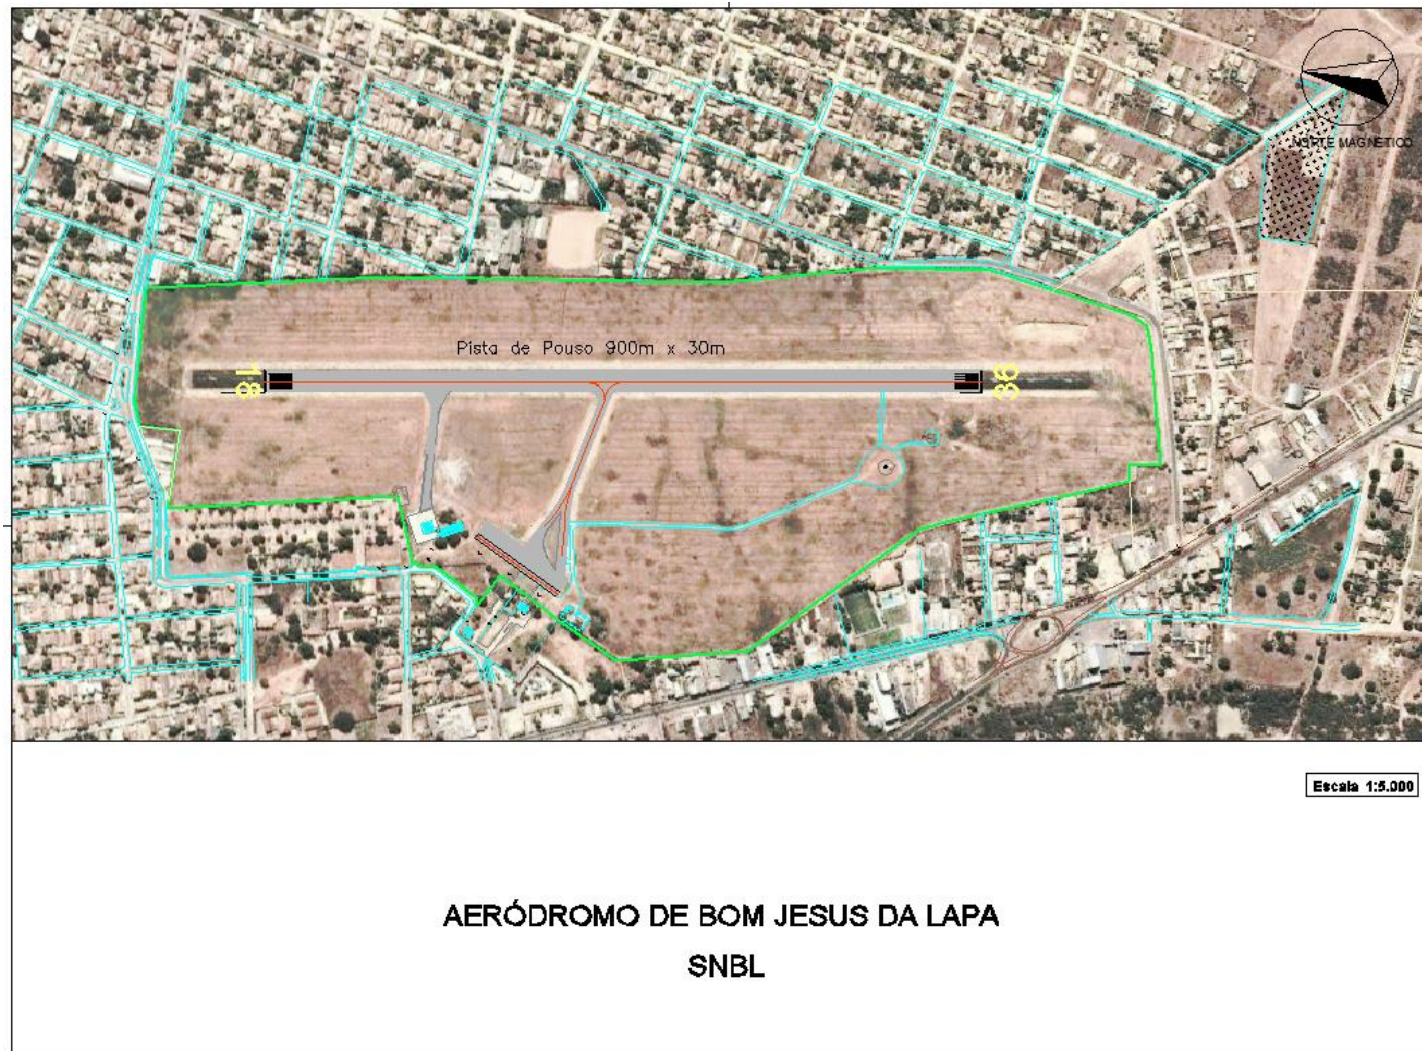 NORTE MAGNÉTICO
Pista de Pouso 900m x 30m
18
36
Escala 1:5.000
AERÓDROMO DE BOM JESUS DA LAPA
SNBL